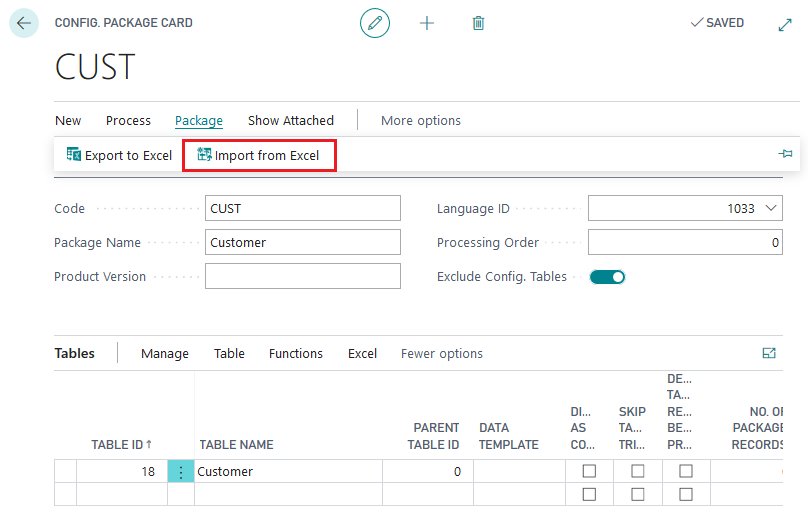 CONFIG. PACKAGE CARD
SAVED
CUST
New Process Package Show Attached More options
Export to Excel Import from Excel
Code CUST Language ID 1033
Package Name Customer Processing Order 0
Product Version Exclude Config. Tables
Tables Manage Table Functions Excel Fewer options
DE...
TA...
DI... SKIP RE... NO. OF
PARENT DATA AS TA... BE... PACKAGE
TABLE ID ↑ TABLE NAME TABLE ID TEMPLATE CO... TRI... PR... RECORDS
18 Customer 0